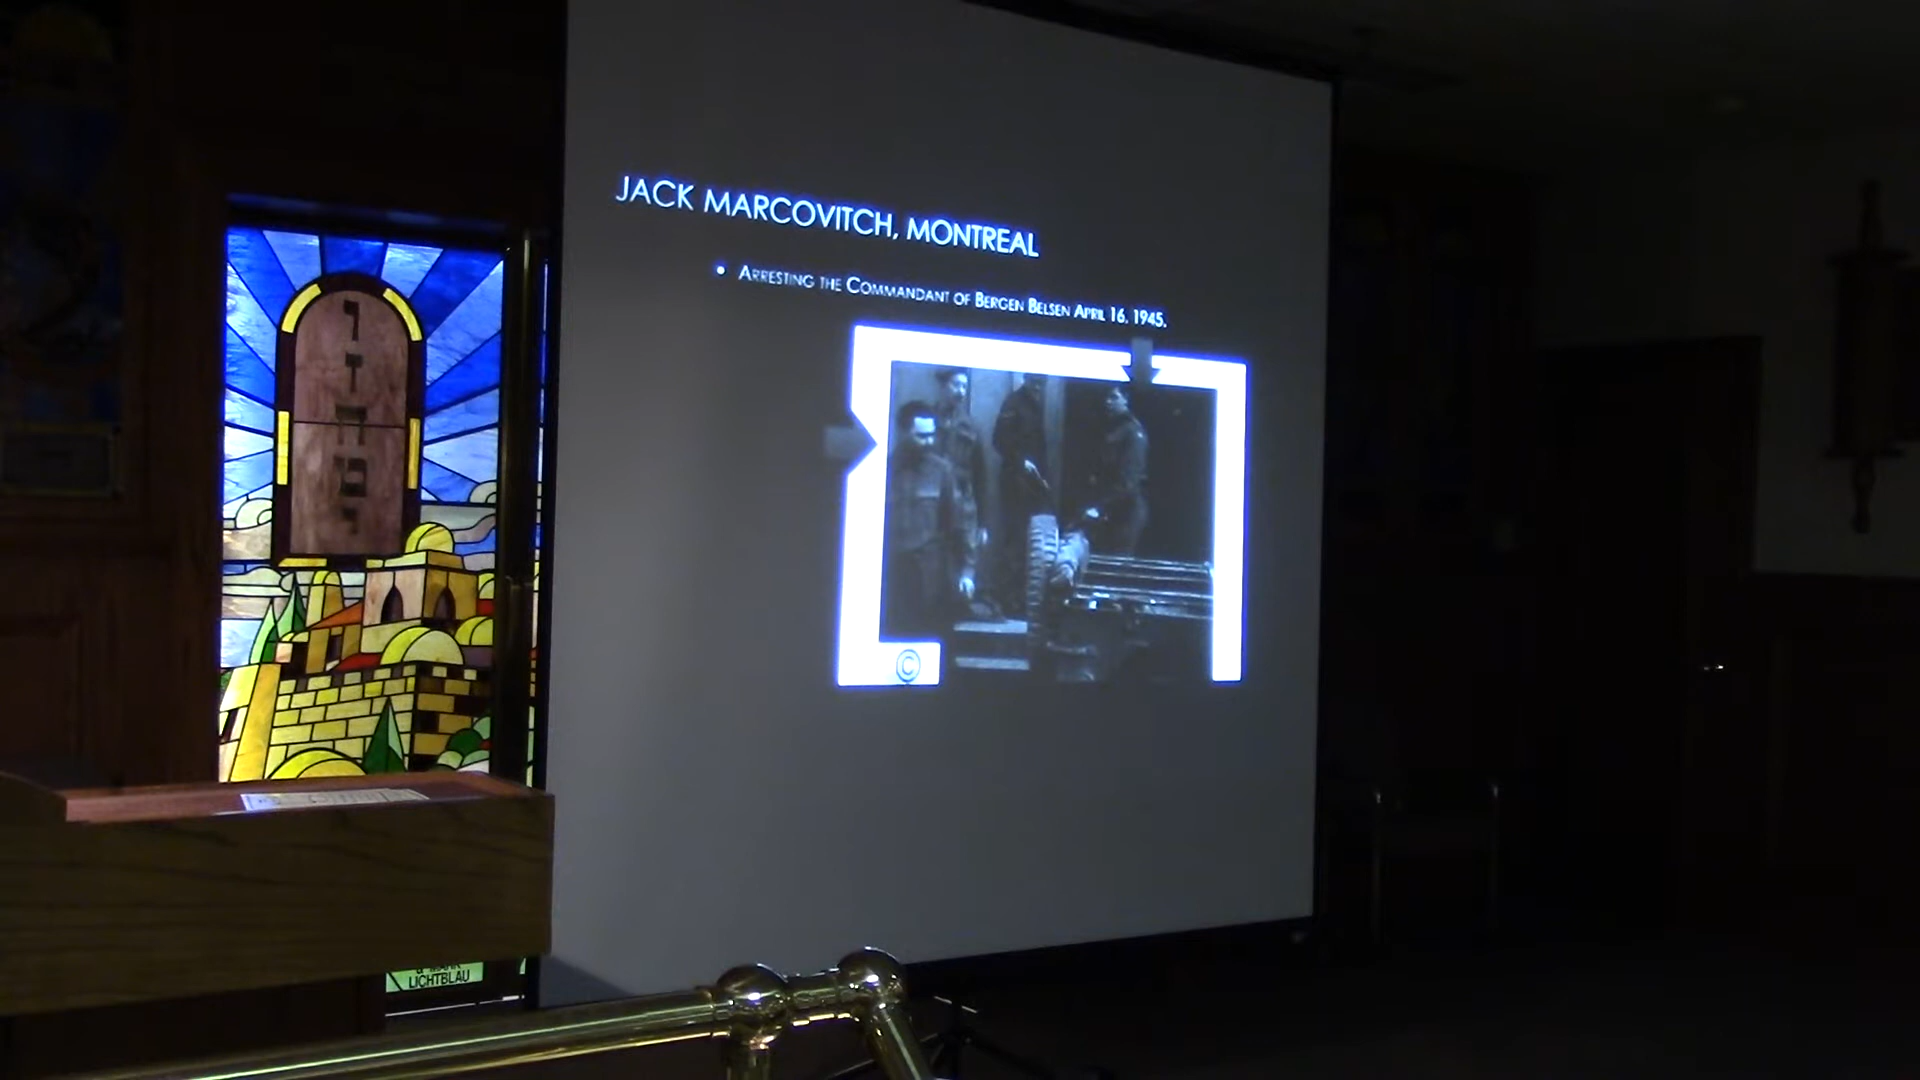 JACK MARCOVITCH, MONTREAL
• ARRESTING THE COMMANDANT OF BERGEN BELSEN APRIL 16, 1945.
©
LICHTBLAU